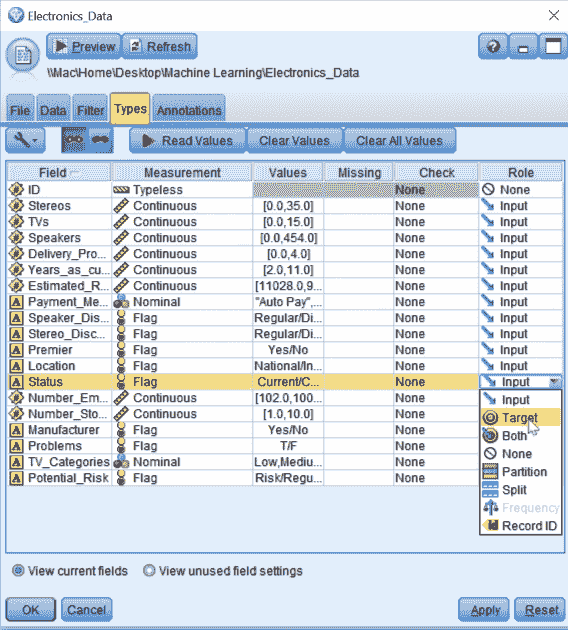 Electronics_Data
Preview Refresh
\\Mac\Home\Desktop\Machine Learning\Electronics_Data
File Data Filter Types Annotations
Read Values Clear Values Clear All Values
Field Measurement Values Missing Check Role
ID Typeless None None
Stereos Continuous [0.0,35.0] None Input
TVs Continuous [0.0,15.0] None Input
Speakers Continuous [0.0,454.0] None Input
Delivery_Pro... Continuous [0.0,4.0] None Input
Years_as_cu... Continuous [2.0,11.0] None Input
Estimated_R... Continuous [11028.0,9... None Input
Payment_Me... Nominal "Auto Pay",... None Input
Speaker_Dis... Flag Regular/Di... None Input
Stereo_Disc... Flag Regular/Di... None Input
Premier Flag Yes/No None Input
Location Flag National/In... None Input
Status Flag Current/C... None Input
Number_Em... Continuous [102.0,100... None Input
Number_Sto... Continuous [1.0,10.0] None Target
Manufacturer Flag Yes/No None Both
Problems Flag T/F None None
TV_Categories Nominal Low,Mediu... None Partition
Potential_Risk Flag Risk/Regu... None Split
Frequency
Record ID
View current fields View unused field settings
OK Cancel Apply Reset